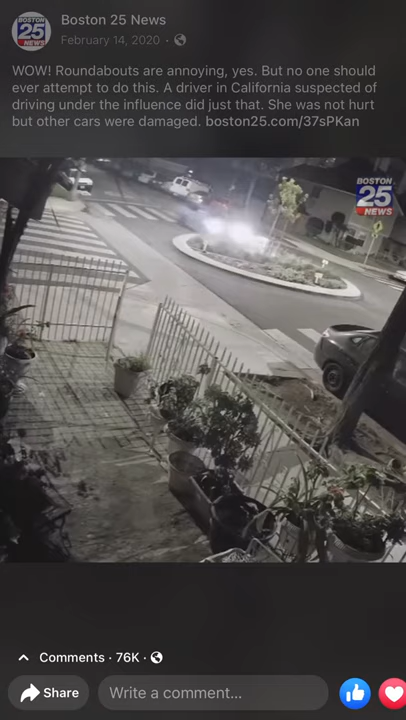 BOSTON
25
NEWS
Boston 25 News
February 14, 2020 ·
WOW! Roundabouts are annoying, yes. But no one should
ever attempt to do this. A driver in California suspected of
driving under the influence did just that. She was not hurt
but other cars were damaged. boston25.com/37sPKan
BOSTON
25
NEWS
Comments · 76K ·
Share
Write a comment...